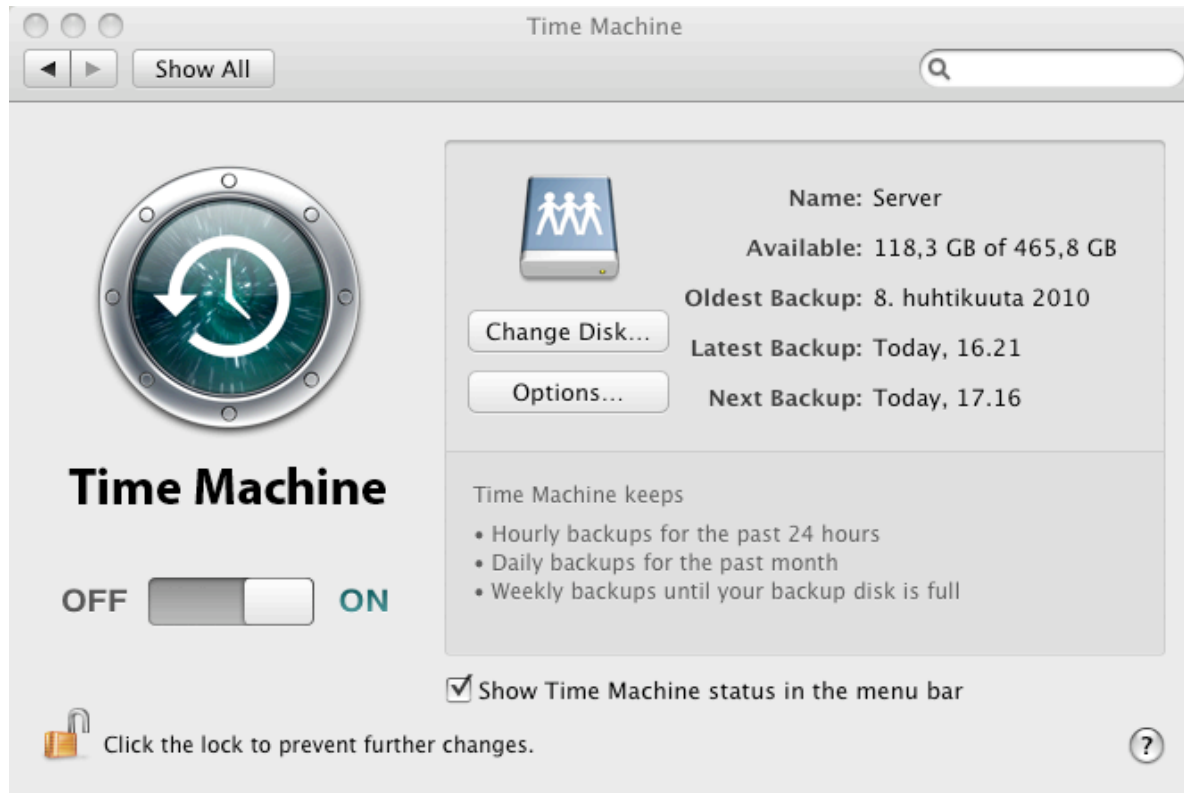 Time Machine
Show All
Name: Server
Available: 118,3 GB of 465,8 GB
Oldest Backup: 8. huhtikuuta 2010
Change Disk...
Latest Backup: Today, 16.21
Options...
Next Backup: Today, 17.16
Time Machine
Time Machine keeps
• Hourly backups for the past 24 hours
• Daily backups for the past month
• Weekly backups until your backup disk is full
OFF ON
Show Time Machine status in the menu bar
Click the lock to prevent further changes.
?